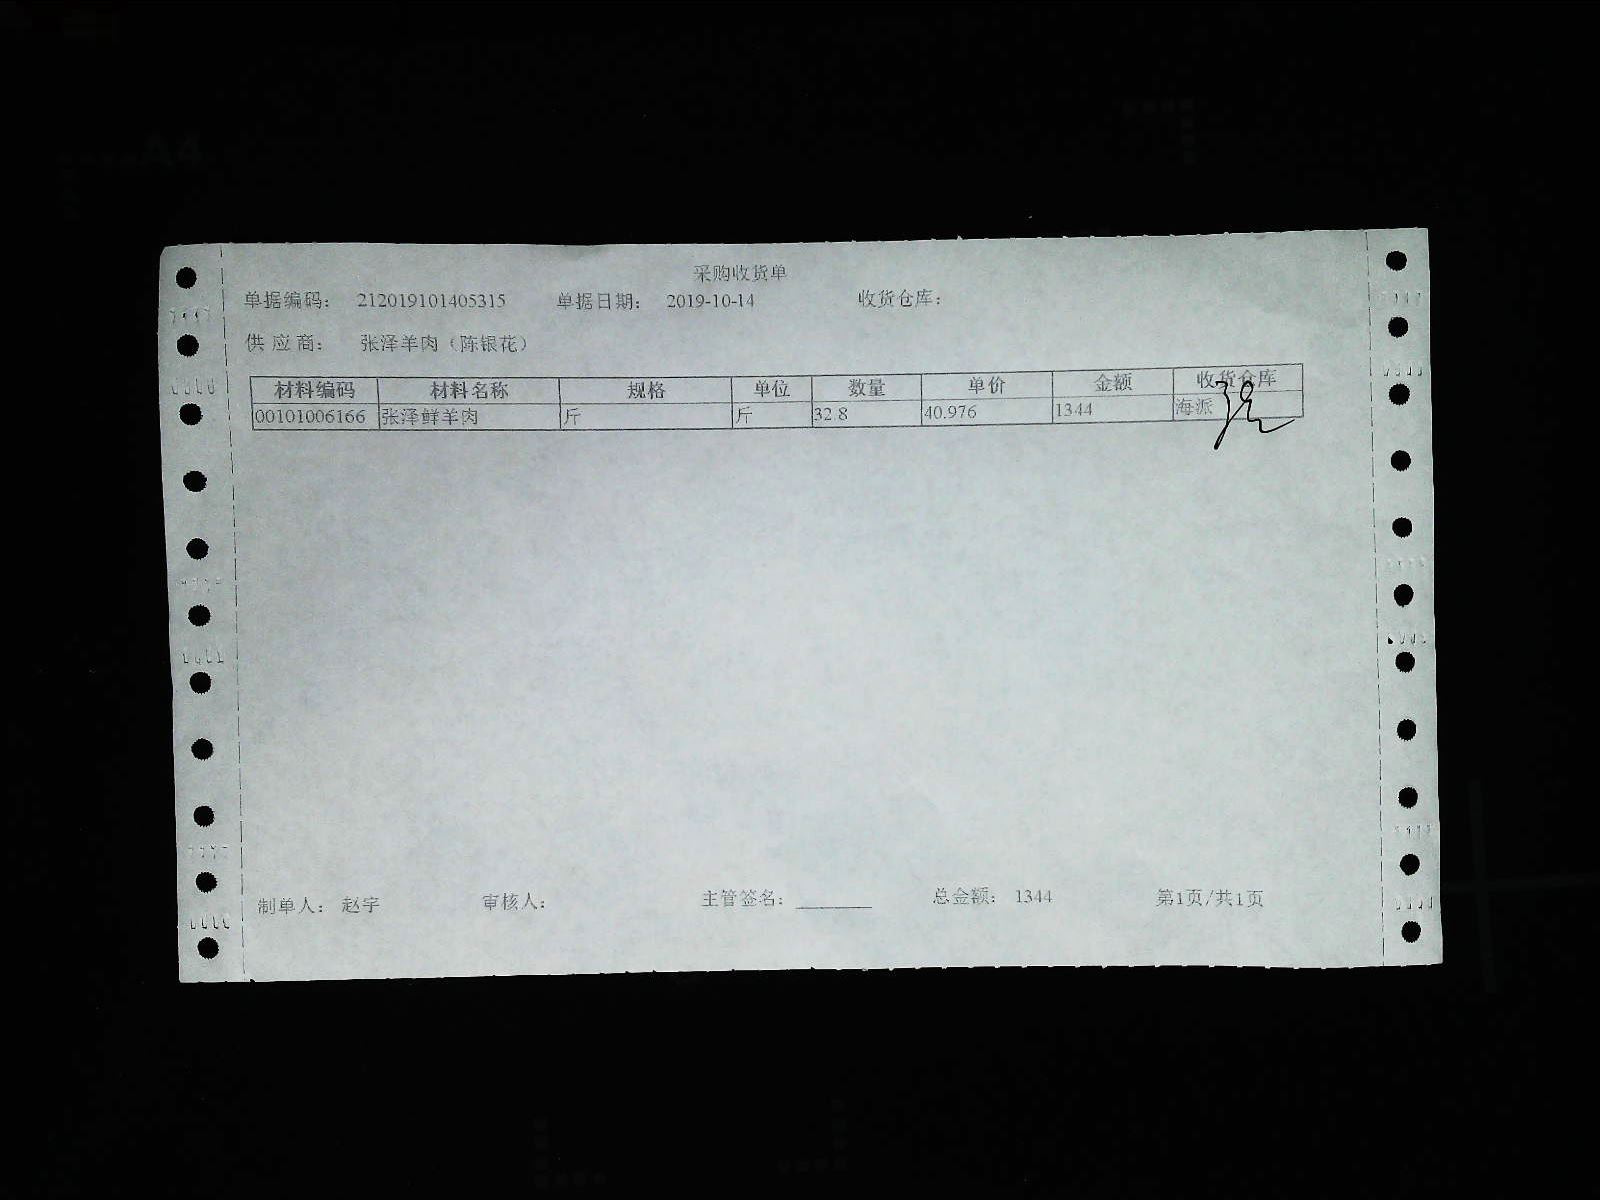 采购收货单
单据编码： 212019101405315 单据日期： 2019-10-14 收货仓库：
供 应 商： 张泽羊肉（陈银花）
材料编码 材料名称 规格 单位 数量 单价 金额 收货仓库
00101006166 张泽鲜羊肉 斤 斤 32.8 40.976 1344 海派
制单人： 赵宇 审核人： 主管签名： 总金额： 1344 第1页/共1页